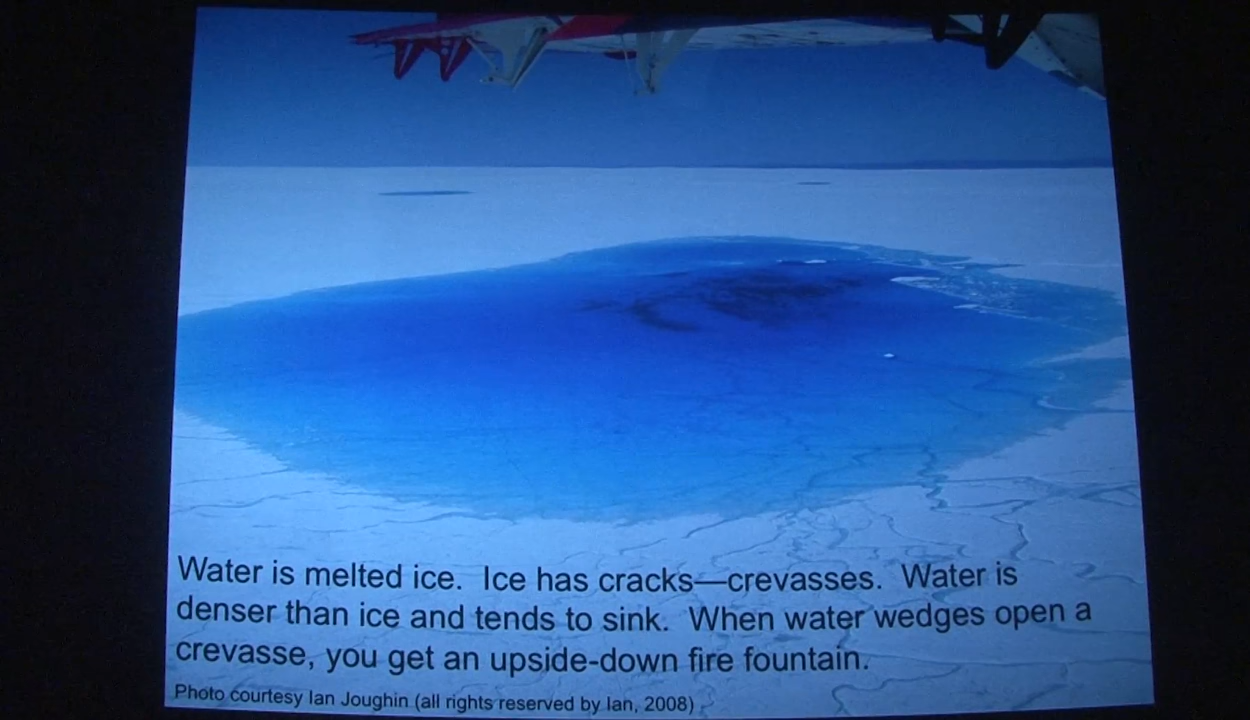 Water is melted ice. Ice has cracks—crevasses. Water is
denser than ice and tends to sink. When water wedges open a
crevasse, you get an upside-down fire fountain.
Photo courtesy Ian Joughin (all rights reserved by Ian, 2008)